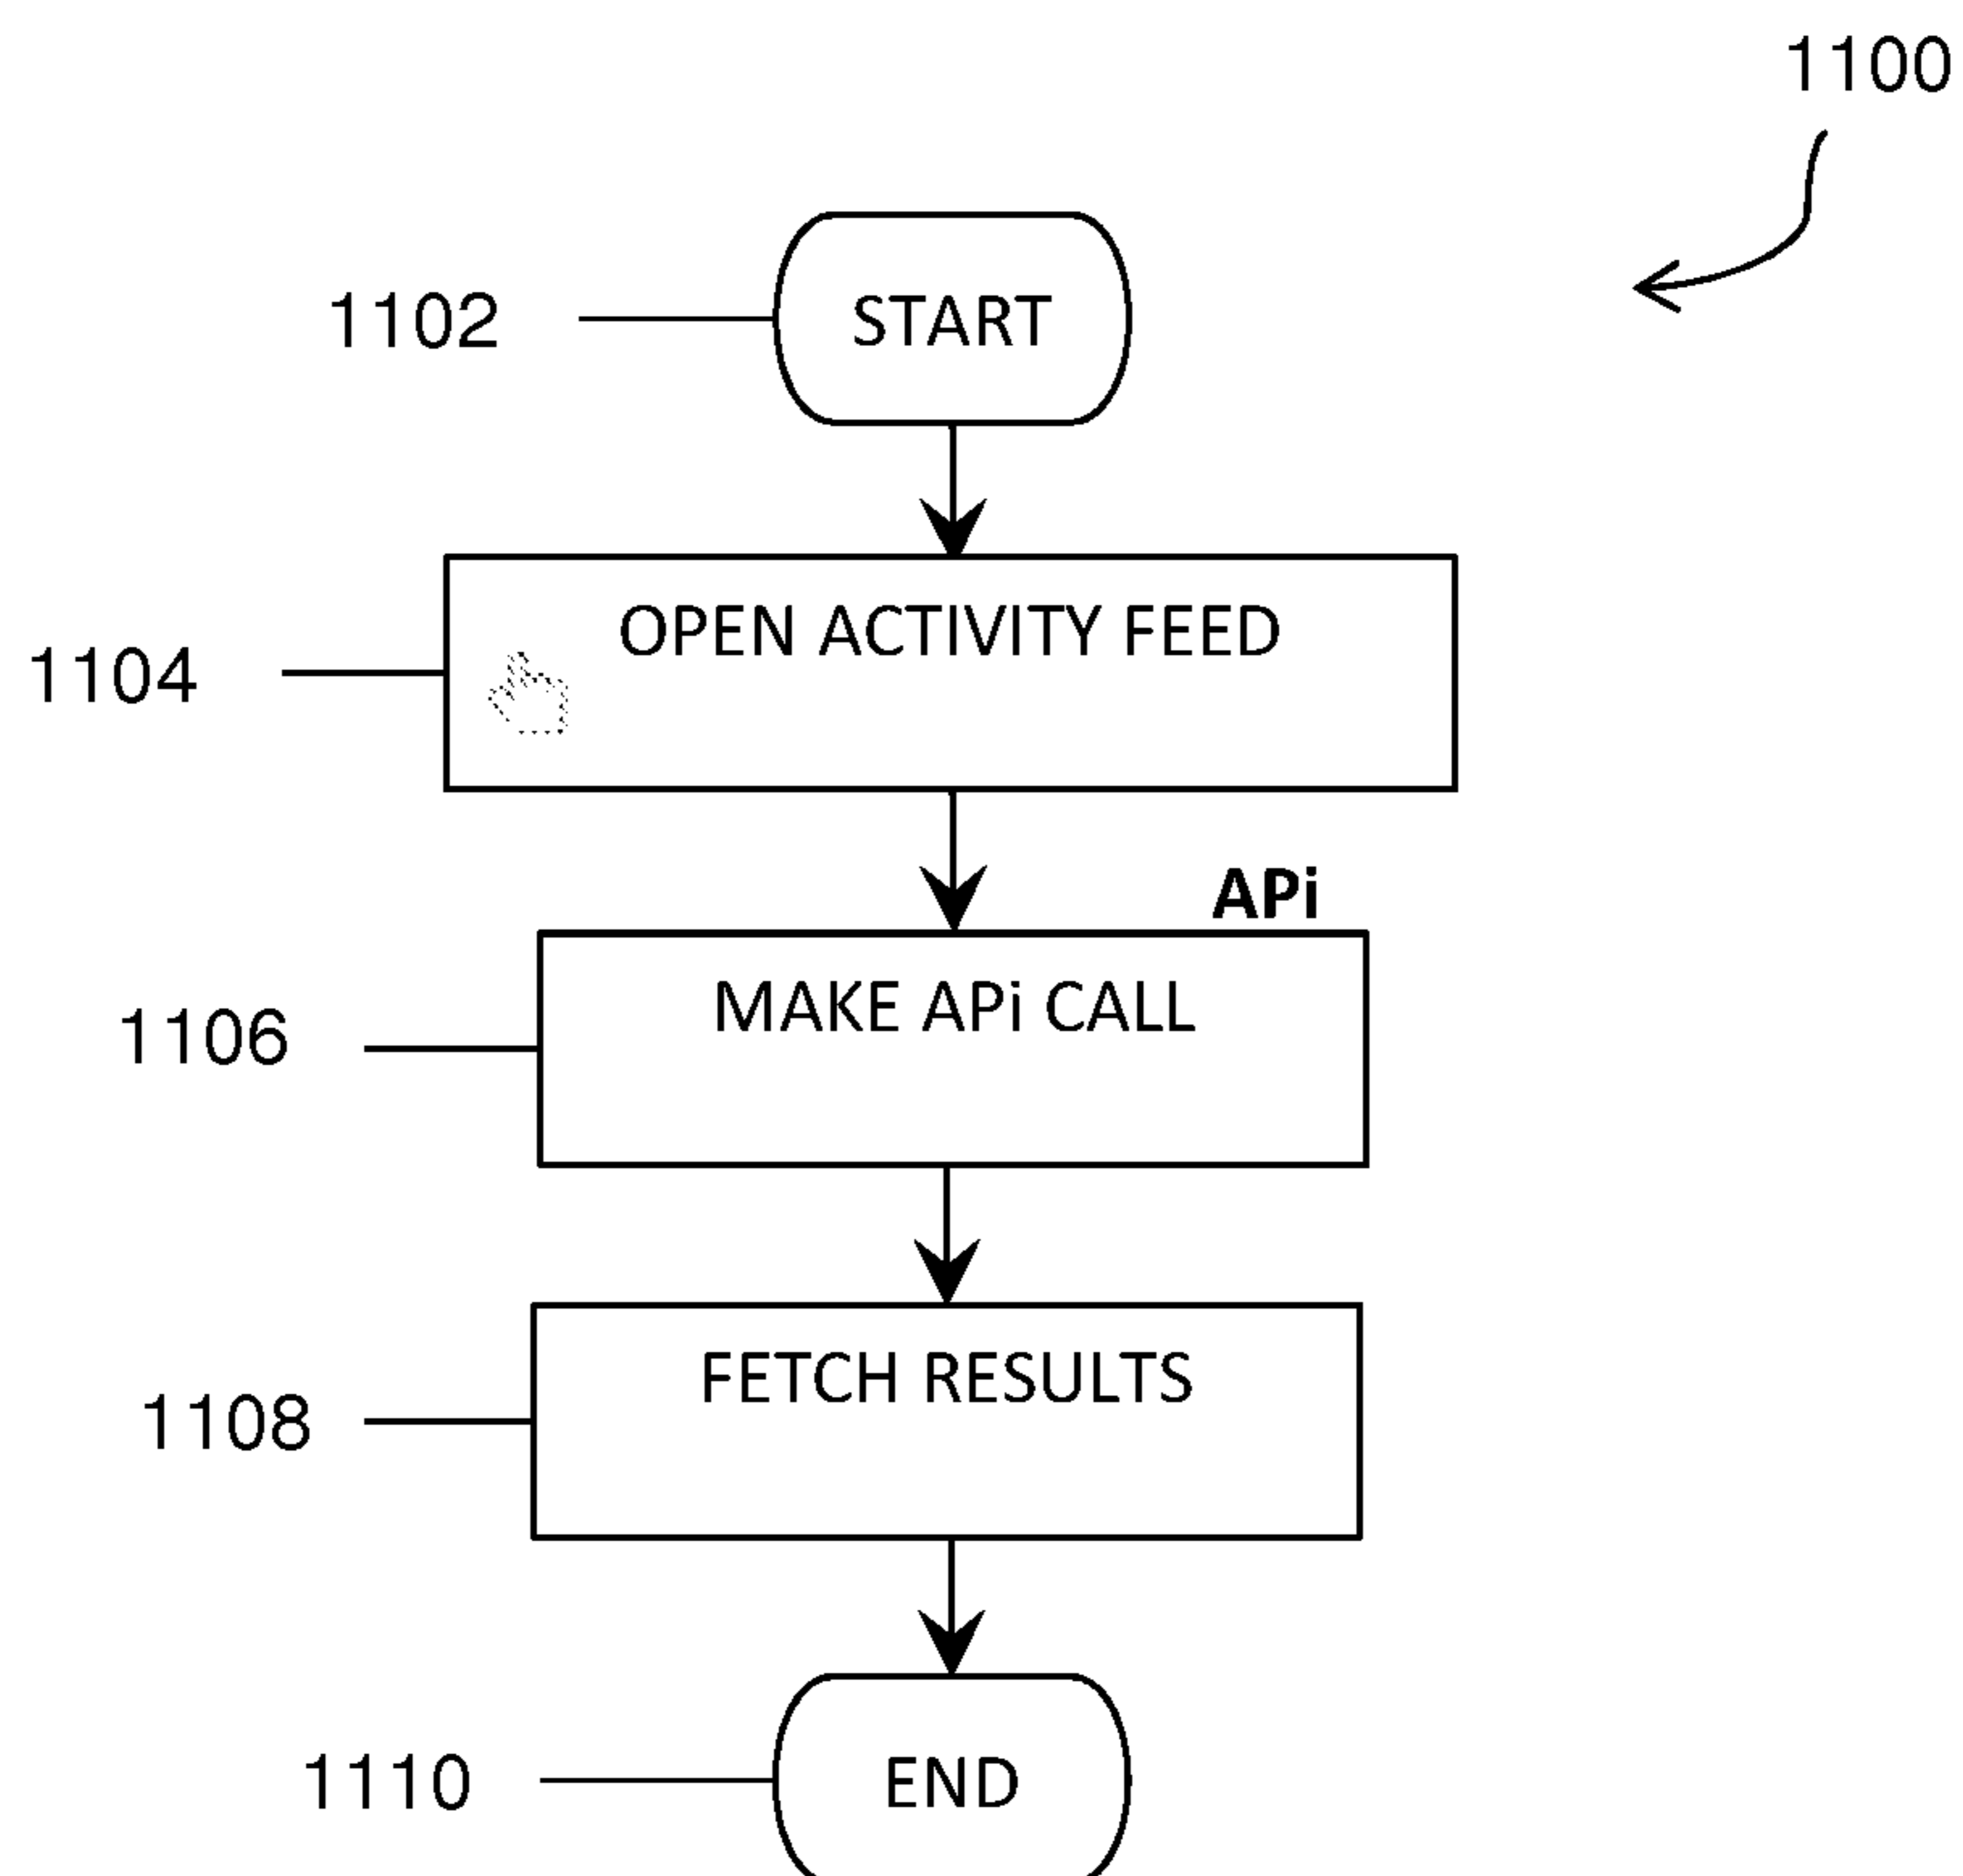 1100
1102
START
OPEN ACTIVITY FEED
1104
APi
MAKE APi CALL
1106
FETCH RESULTS
1108
1110
END